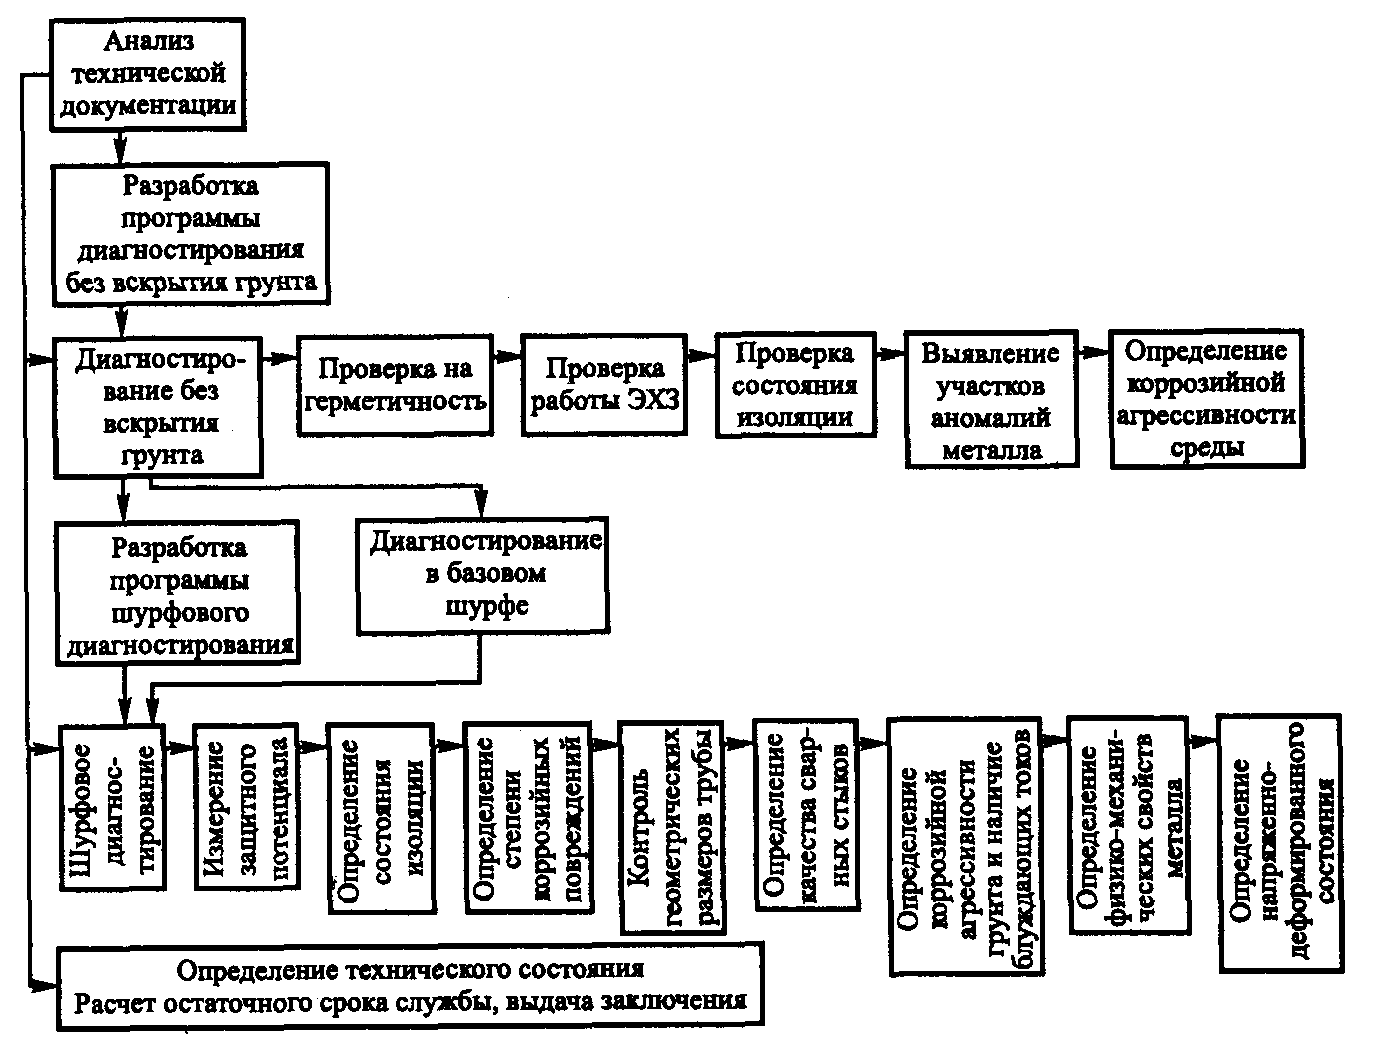 Анализ
технической
документации
Разработка
программы
диагностирования
без вскрытия грунта
Диагностиро-
вание без
вскрытия
грунта
Проверка на
герметичность
Проверка
работы ЭХЗ
Проверка
состояния
изоляции
Выявление
участков
аномалий
металла
Определение
коррозийной
агрессивности
среды
Разработка
программы
шурфового
диагностирования
Диагностирование
в базовом
шурфе
Шурфовое
диагнос-
тирование
Измерение
защитного
потенциала
Определение
состояния
изоляции
Определение
степени
коррозийных
повреждений
Контроль
геометрических
размеров трубы
Определение
качества свар-
ных стыков
Определение
коррозийной
агрессивности
грунта и наличие
блуждающих токов
Определение
физико-механи-
ческих свойств
металла
Определение
напряженно-
деформированного
состояния
Определение технического состояния
Расчет остаточного срока службы, выдача заключения